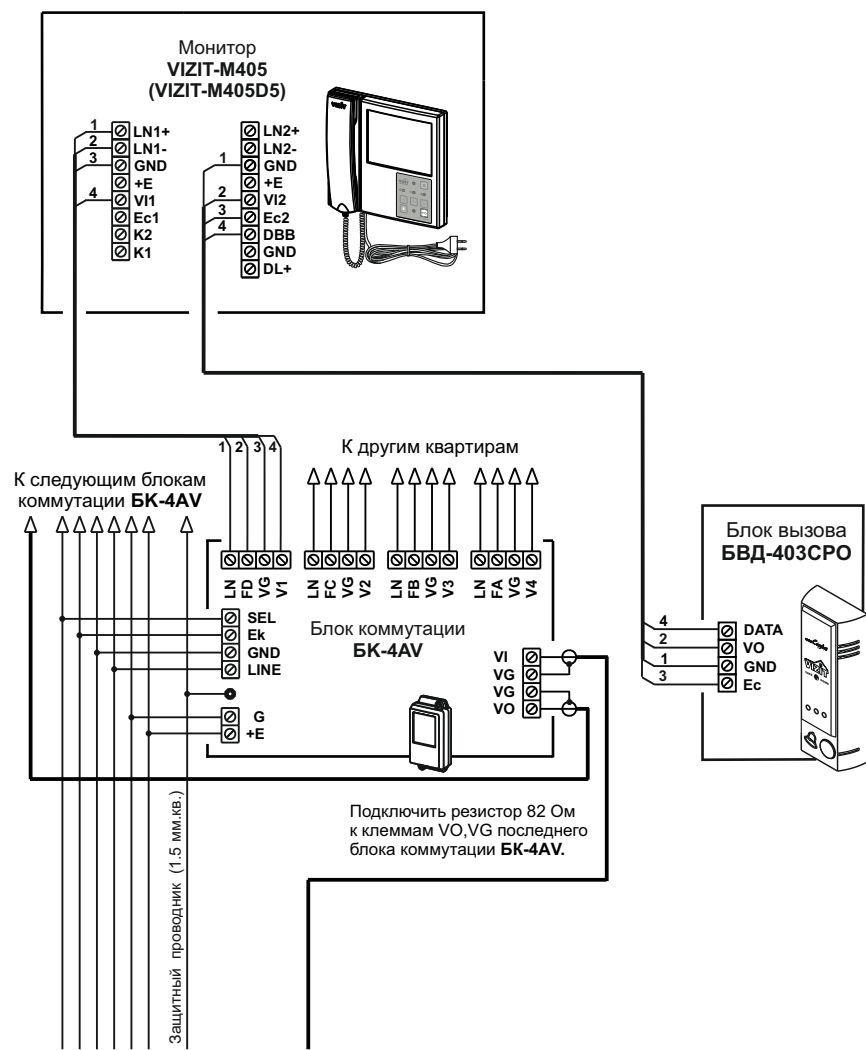 Монитор
VIZIT-M405
(VIZIT-M405D5)
1
2
3
4
LN1+
LN1-
GND
+E
VI1
Ec1
K2
K1
1
2
3
4
LN2+
LN2-
GND
+E
VI2
Ec2
DBB
GND
DL+
1 2 3 4
К другим квартирам
К следующим блокам
коммутации БК-4AV
LN FD VG V1
LN FC VG V2
LN FB VG V3
LN FA VG V4
SEL
Ek
GND
LINE
G
+E
Блок коммутации
БК-4AV
VI
VG
VG
VO
Блок вызова
БВД-403CPO
4
2
1
3
DATA
VO
GND
Ec
VIZIT
Подключить резистор 82 Ом
к клеммам VO,VG последнего
блока коммутации БК-4AV.
Защитный проводник (1.5 мм.кв.)